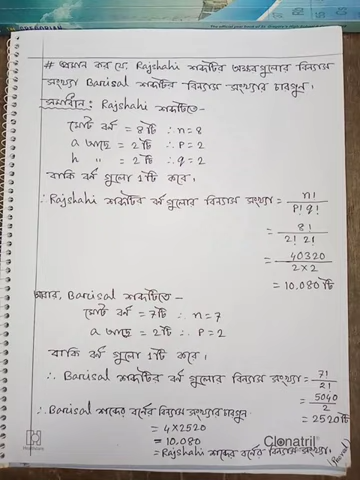 # প্রমাণ কর যে, Rajshahi শব্দটির অক্ষরগুলোর বিন্যাস
সংখ্যা Barisal শব্দটির বিন্যাস সংখ্যার চারগুন।
সমাধান: Rajshahi শব্দটিতে-
মোট বর্ণ = 8টি ∴ n = 8
a আছে = 2টি ∴ P = 2
h " = 2টি ∴ q = 2
বাকি বর্ণ গুলো 1টি করে।
∴ Rajshahi শব্দটির বর্ণ গুলোর বিন্যাস সংখ্যা = n! / P! q!
= 8! / 2! 2!
= 40320 / 2×2
= 10,080টি
আবার, Barisal শব্দটিতে –
মোট বর্ণ = 7টি ∴ n = 7
a আছে = 2টি ∴ P = 2
বাকি বর্ণ গুলো 1টি করে।
∴ Barisal শব্দটির বর্ণ গুলোর বিন্যাস সংখ্যা = 7! / 2!
= 5040 / 2
= 2520টি
∴ Barisal শব্দের বর্নের বিন্যাস সংখ্যার চারগুন
= 4×2520
= 10,080
= Rajshahi শব্দের বর্নের বিন্যাস সংখ্যা।
(Proved)
Healthcare
Clonatril